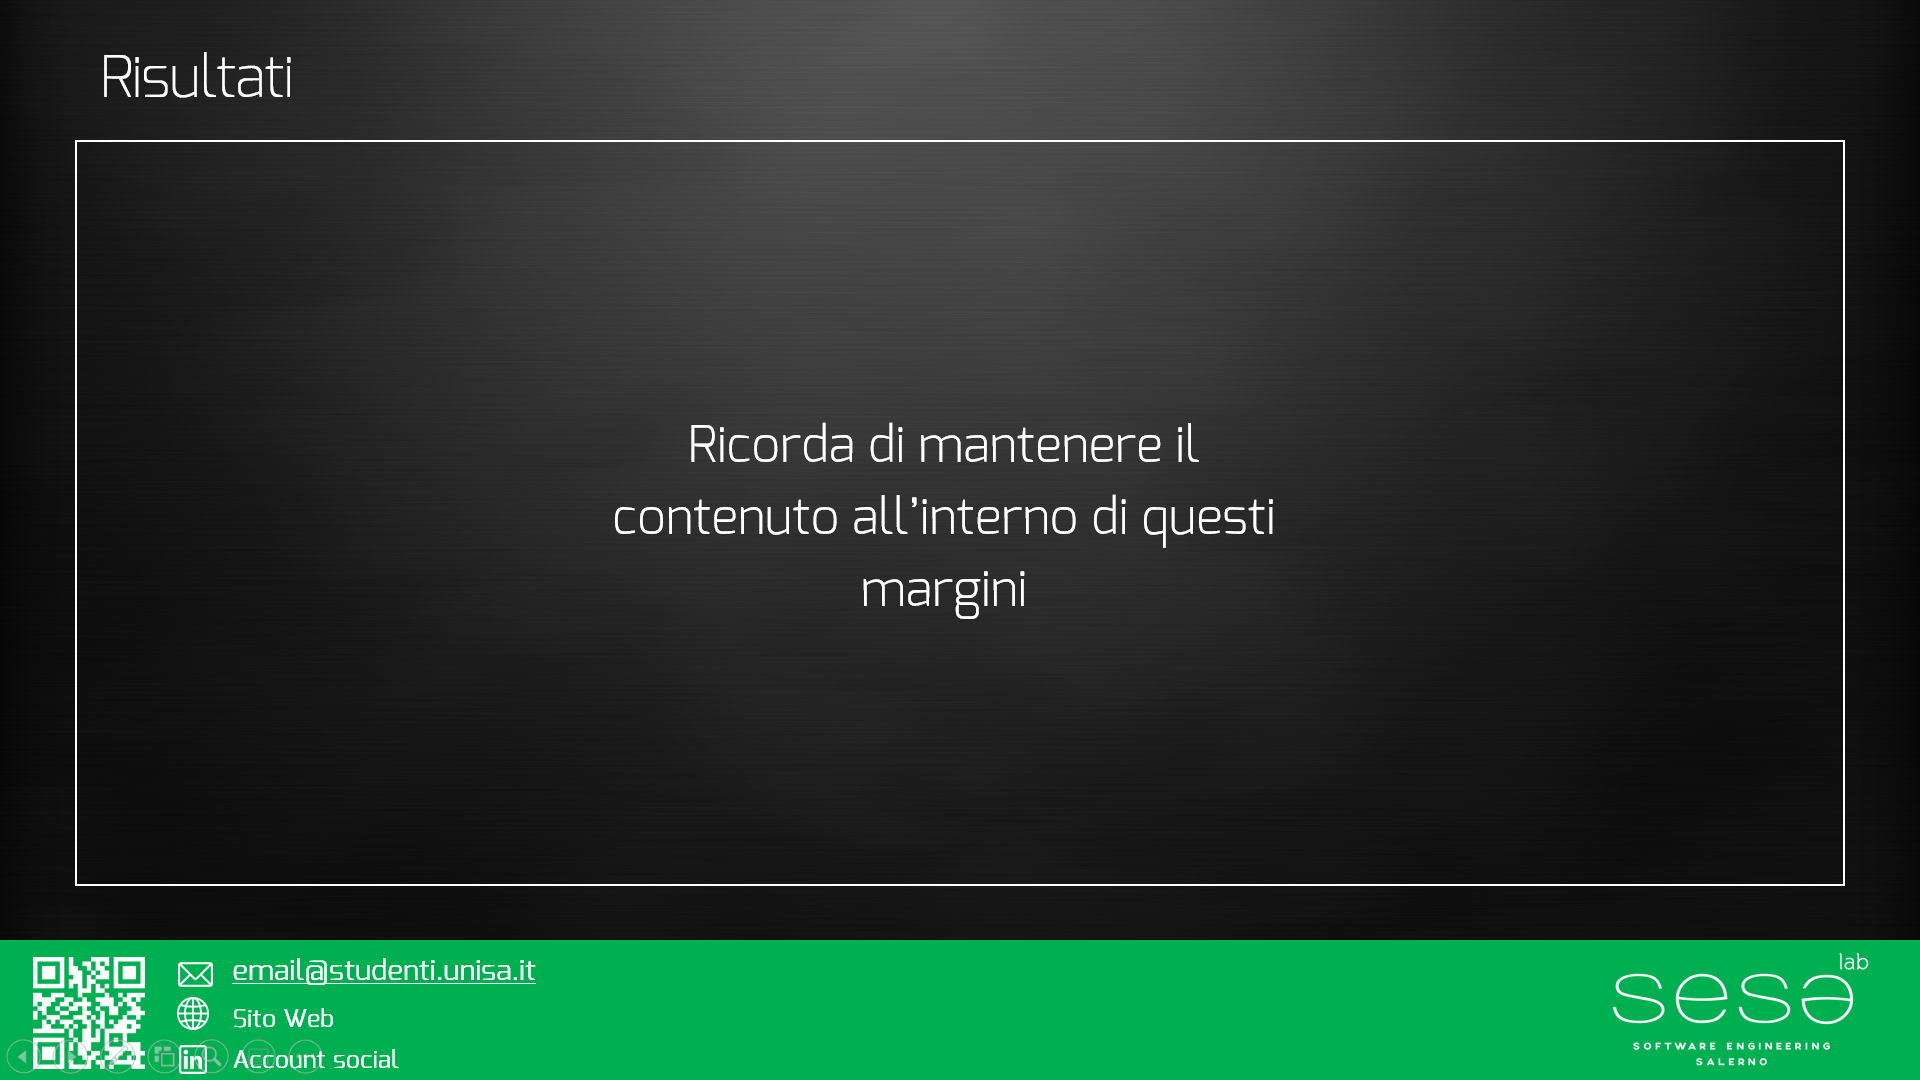 Risultati
Ricorda di mantenere il
contenuto all’interno di questi
margini
email@studenti.unisa.it
Sito Web
in Account social
lab
sesa
SOFTWARE ENGINEERING
SALERNO